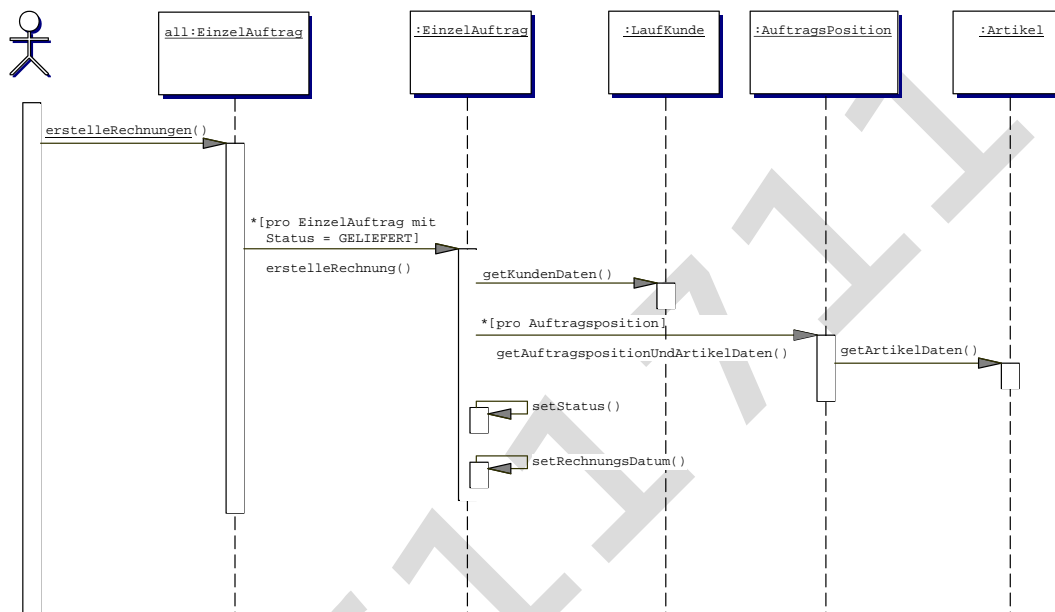 all:EinzelAuftrag
:EinzelAuftrag
:LaufKunde
:AuftragsPosition
:Artikel
erstelleRechnungen()
*[pro EinzelAuftrag mit
Status = GELIEFERT]
erstelleRechnung()
getKundenDaten()
*[pro Auftragsposition]
getAuftragspositionUndArtikelDaten()
getArtikelDaten()
setStatus()
setRechnungsDatum()